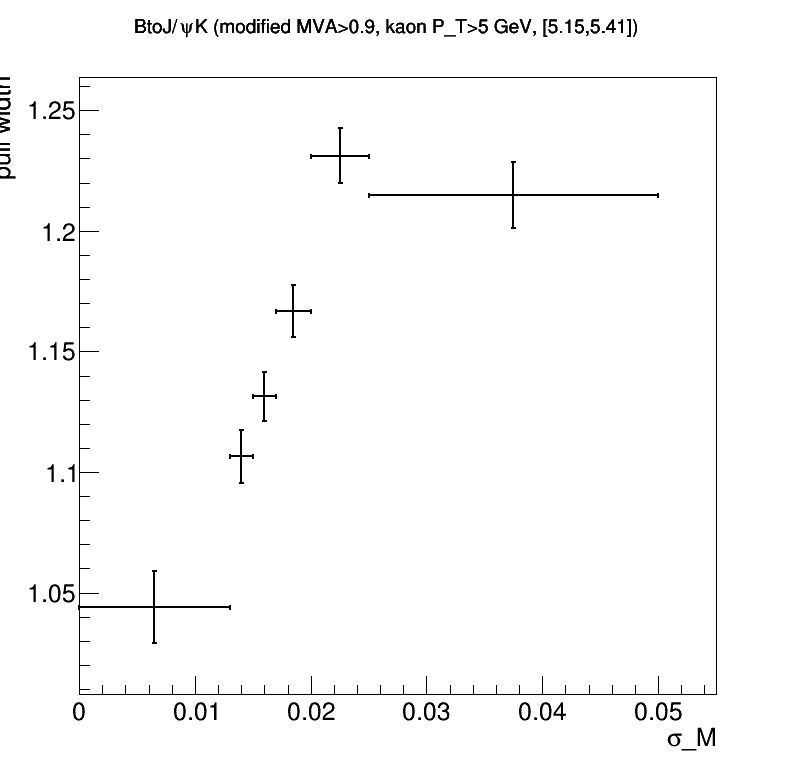 BtoJ/ψK (modified MVA>0.9, kaon P_T>5 GeV, [5.15,5.41])
pull width
1.25
1.2
1.15
1.1
1.05
0 0.01 0.02 0.03 0.04 0.05
σ_M